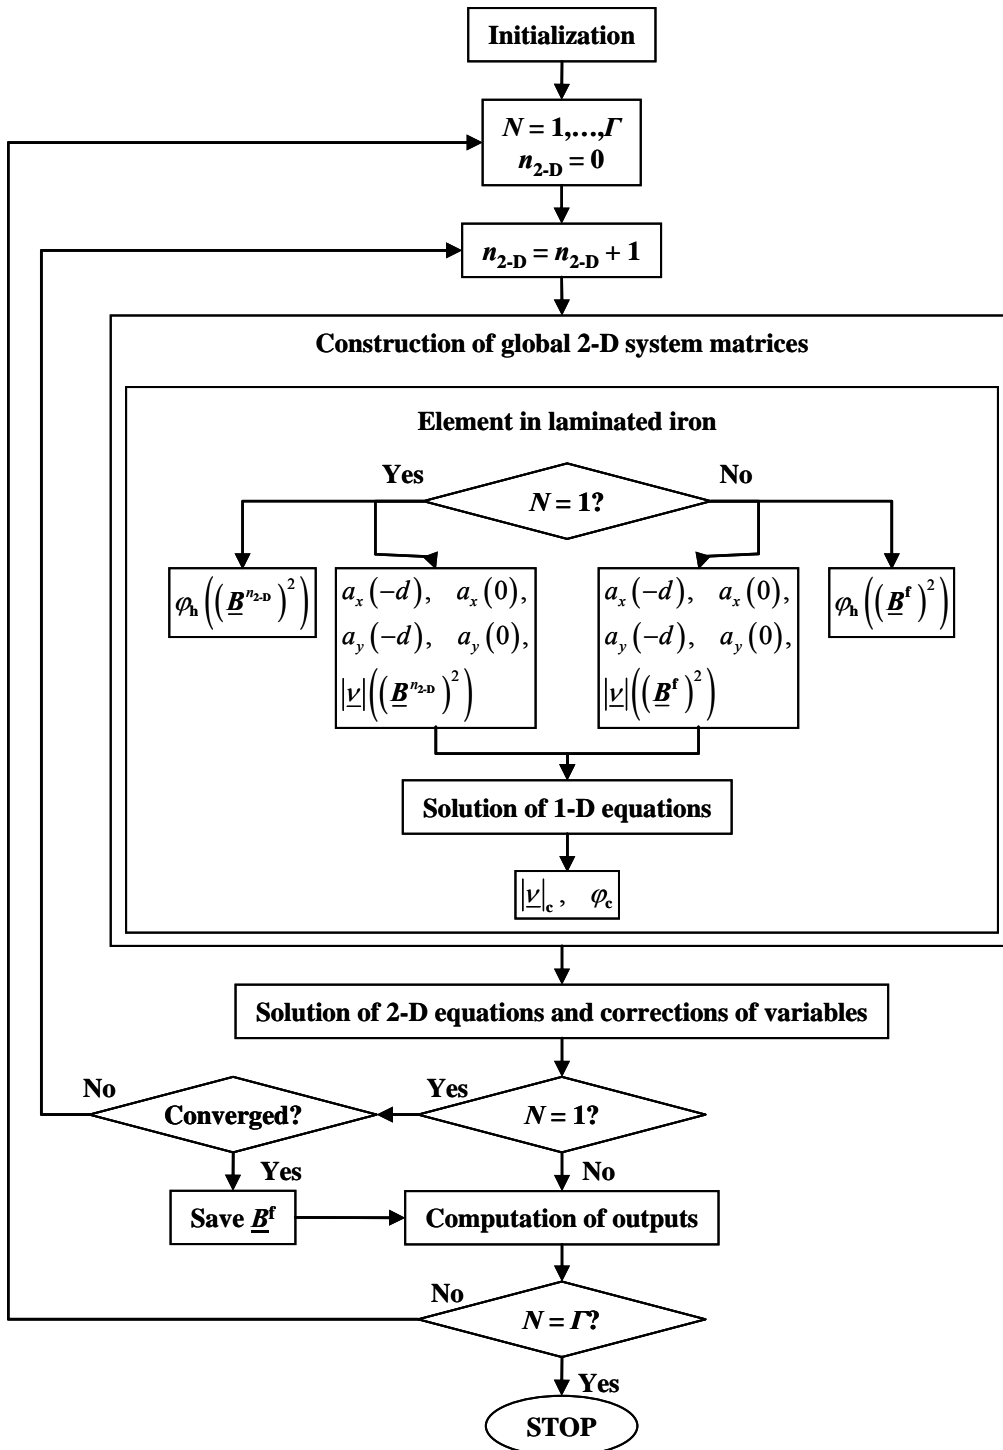 Initialization
N = 1,…,Γ
n₂₋D = 0
n₂₋D = n₂₋D + 1
Construction of global 2-D system matrices
Element in laminated iron
Yes
No
N = 1?
φh((B^n₂₋D)²)
ax(−d), ax(0),
ay(−d), ay(0),
|ν|((B^n₂₋D)²)
ax(−d), ax(0),
ay(−d), ay(0),
|ν|((B^f)²)
φh((B^f)²)
Solution of 1-D equations
|ν|c, φc
Solution of 2-D equations and corrections of variables
No
Converged?
Yes
N = 1?
Yes
No
Save B^f
Computation of outputs
No
N = Γ?
Yes
STOP